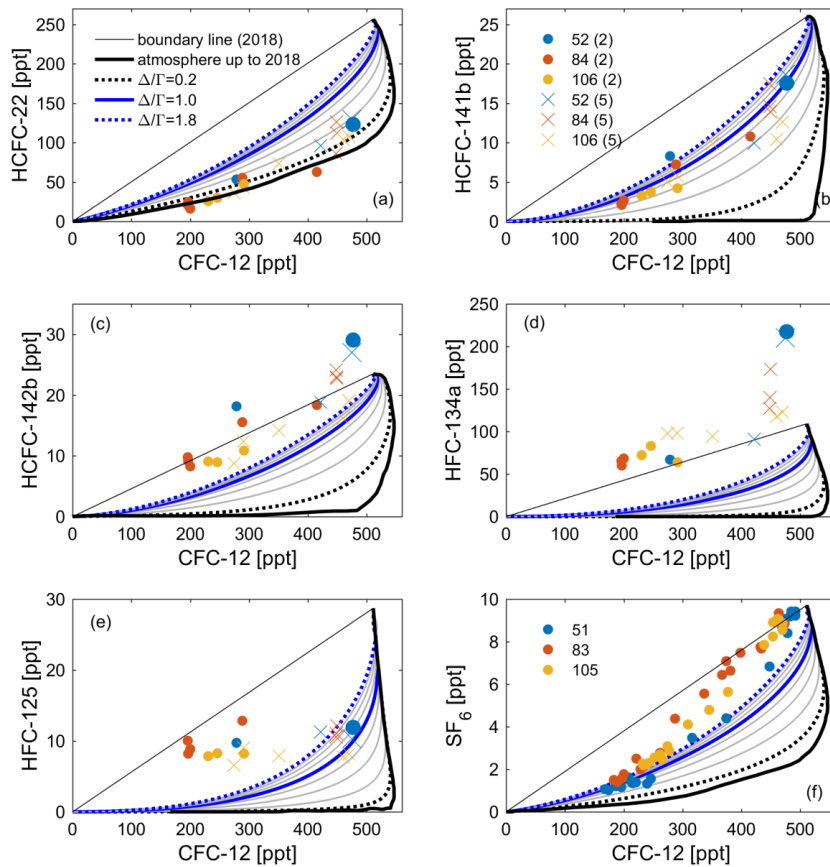 250
200
150
100
50
0
HCFC-22 [ppt]
boundary line (2018)
atmosphere up to 2018
Δ/Γ=0.2
Δ/Γ=1.0
Δ/Γ=1.8
(a)
0 100 200 300 400 500
CFC-12 [ppt]
25
20
15
10
5
0
HCFC-141b [ppt]
52 (2)
84 (2)
106 (2)
52 (5)
84 (5)
106 (5)
(b
0 100 200 300 400 500
CFC-12 [ppt]
(c)
30
20
10
0
HCFC-142b [ppt]
0 100 200 300 400 500
CFC-12 [ppt]
(d)
250
200
150
100
50
0
HFC-134a [ppt]
0 100 200 300 400 500
CFC-12 [ppt]
(e)
30
20
10
0
HFC-125 [ppt]
0 100 200 300 400 500
CFC-12 [ppt]
10
8
6
4
2
0
SF6 [ppt]
51
83
105
(f)
0 100 200 300 400 500
CFC-12 [ppt]